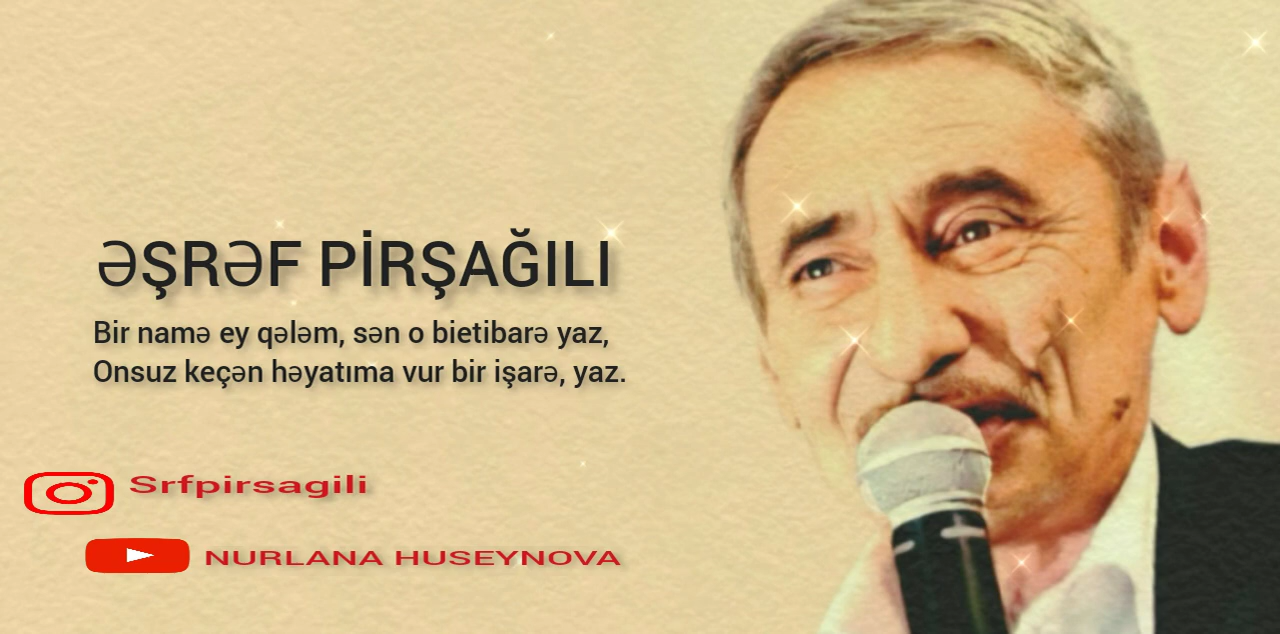 ƏŞRƏF PİRŞAĞILI
Bir namə ey qələm, sən o bietibarə yaz,
Onsuz keçən həyatıma vur bir işarə, yaz.
Srfpirsagili
NURLANA HUSEYNOVA